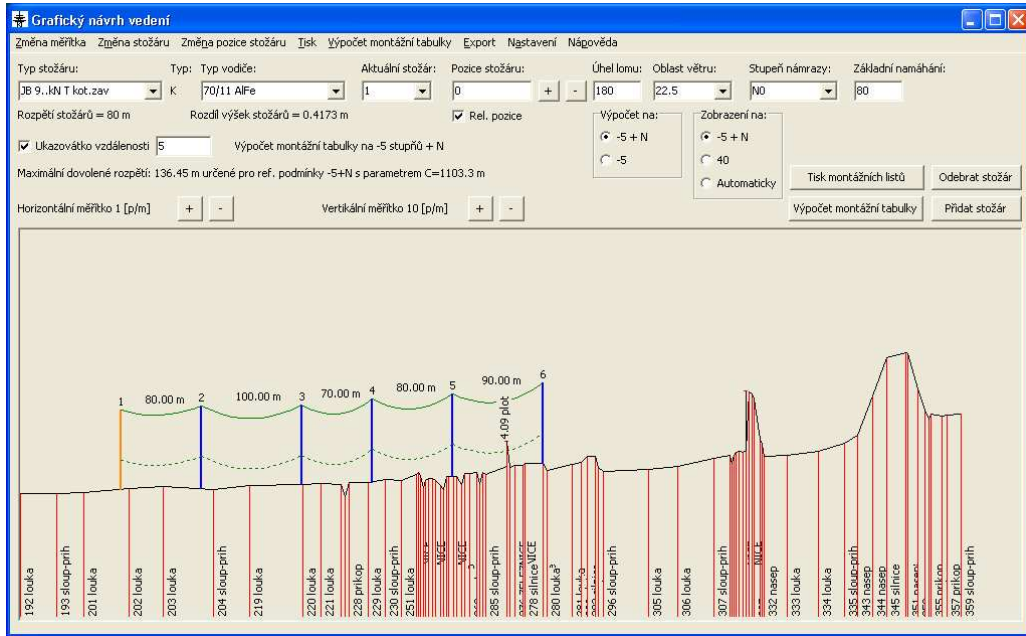 Grafický návrh vedení
Změna měřítka Změna stožáru Změna pozice stožáru Tisk Výpočet montážní tabulky Export Nastavení Nápověda
Typ stožáru: Typ: Typ vodiče: Aktuální stožár: Pozice stožáru: Úhel lomu: Oblast větru: Stupeň námrazy: Základní namáhání:
JB 9..kN T kot.zav K 70/11 AlFe 1 0 + - 180 22.5 N0 80
Rozpětí stožárů = 80 m Rozdíl výšek stožárů = 0.4173 m Rel. pozice Výpočet na: Zobrazení na:
Ukazovátko vzdálenosti 5 Výpočet montážní tabulky na -5 stupňů + N -5 + N -5 + N
-5 40
Maximální dovolené rozpětí: 136.45 m určené pro ref. podmínky -5+N s parametrem C=1103.3 m Automaticky Tisk montážních listů Odebrat stožár
Horizontální měřítko 1 [p/m] + - Vertikální měřítko 10 [p/m] + - Výpočet montážní tabulky Přidat stožár
1 80.00 m 2 100.00 m 3 70.00 m 4 80.00 m 5 90.00 m 6
4.09 plot
192 louka
193 sloup-prih
201 louka
202 louka
203 louka
204 sloup-prih
219 louka
220 louka
221 louka
228 prikop
229 louka
230 sloup-prih
251 louka
285 sloup-prih
278 silnice
280 louka
296 sloup-prih
305 louka
306 louka
307 sloup-prih
332 nasep
333 louka
334 louka
335 sloup-prih
343 nasep
344 nasep
345 silnice
351 nasep
355 prikop
357 prikop
359 sloup-prih